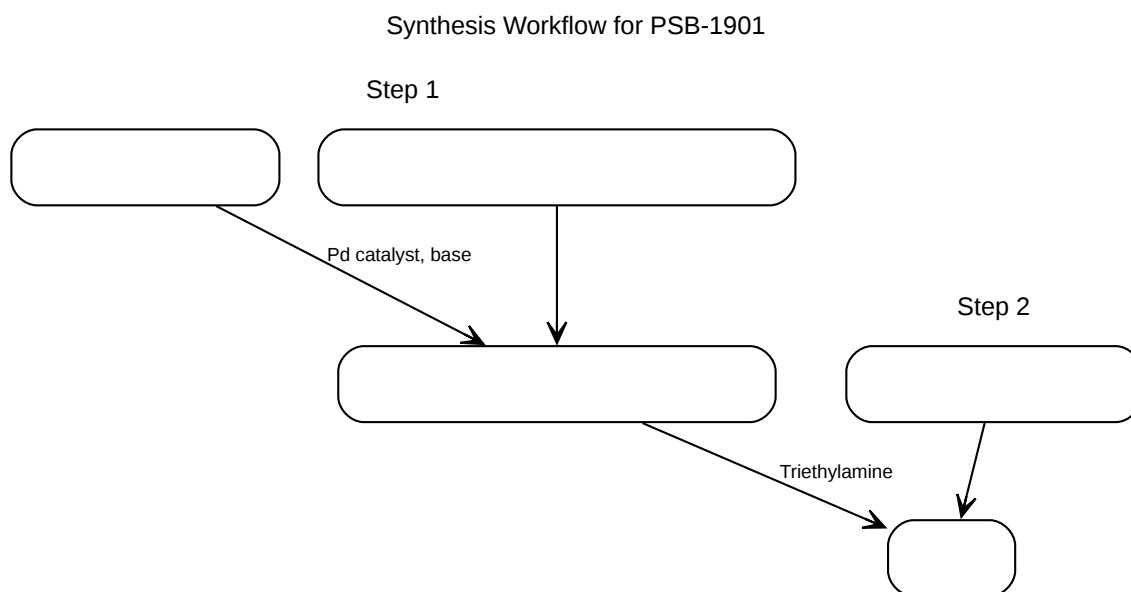 Synthesis Workflow for PSB-1901
Step 1
Pd catalyst, base
Step 2
Triethylamine